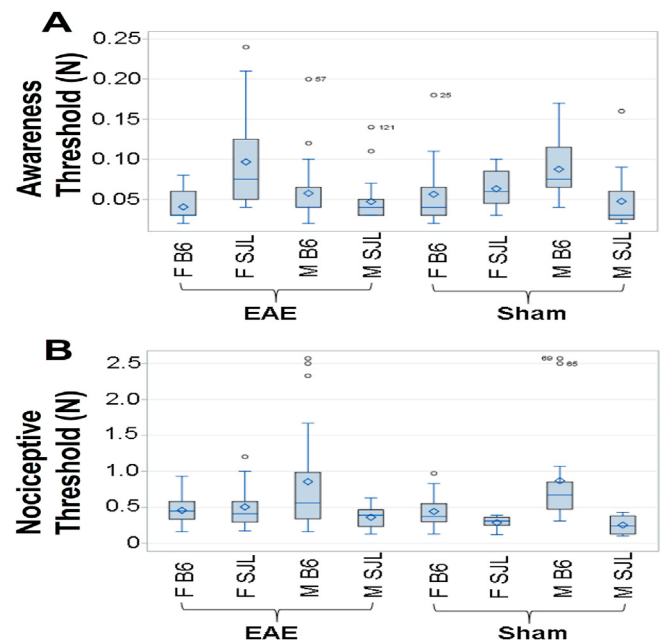 A
Awareness
Threshold (N)
0.25
0.20
0.15
0.10
0.05
57
121
25
F B6
F SJL
M B6
M SJL
F B6
F SJL
M B6
M SJL
EAE
Sham
B
Nociceptive
Threshold (N)
2.5
2.0
1.5
1.0
0.5
0
69
65
F B6
F SJL
M B6
M SJL
F B6
F SJL
M B6
M SJL
EAE
Sham